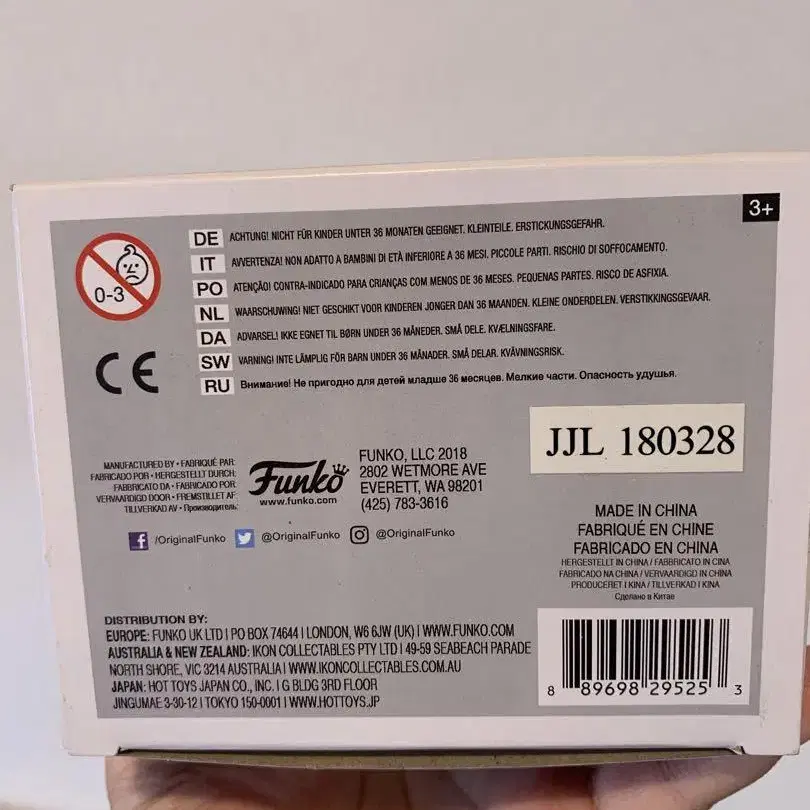 3+
0-3
DE ACHTUNG! NICHT FÜR KINDER UNTER 36 MONATEN GEEIGNET. KLEINTEILE. ERSTICKUNGSGEFAHR.
IT AVVERTENZA! NON ADATTO A BAMBINI DI ETÀ INFERIORE A 36 MESI. PICCOLE PARTI. RISCHIO DI SOFFOCAMENTO.
PO ATENÇÃO! CONTRA-INDICADO PARA CRIANÇAS COM MENOS DE 36 MESES. PEQUENAS PARTES. RISCO DE ASFIXIA.
NL WAARSCHUWING! NIET GESCHIKT VOOR KINDEREN JONGER DAN 36 MAANDEN. KLEINE ONDERDELEN. VERSTIKKINGSGEVAAR.
DA ADVARSEL! IKKE EGNET TIL BØRN UNDER 36 MÅNEDER. SMÅ DELE. KVÆLNINGSFARE.
SW VARNING! INTE LÄMPLIG FÖR BARN UNDER 36 MÅNADER. SMÅ DELAR. KVÄVNINGSRISK.
RU Внимание! Не пригодно для детей младше 36 месяцев. Мелкие части. Опасность удушья.
CE
JJL 180328
MANUFACTURED BY • FABRIQUÉ PAR:
FABRICADO POR • HERGESTELLT DURCH:
FABBRICATO DA • FABRICADO POR:
VERVAARDIGD DOOR • FREMSTILLET AF:
TILLVERKAD AV • Производитель:
Funko
www.funko.com
FUNKO, LLC 2018
2802 WETMORE AVE
EVERETT, WA 98201
(425) 783-3616
/OriginalFunko @OriginalFunko @OriginalFunko
MADE IN CHINA
FABRIQUÉ EN CHINE
FABRICADO EN CHINA
HERGESTELLT IN CHINA / FABBRICATO IN CINA
FABRICADO NA CHINA / VERVAARDIGD IN CHINA
PRODUCERET I KINA / TILLVERKAD I KINA
Сделано в Китае
DISTRIBUTION BY:
EUROPE: FUNKO UK LTD | PO BOX 74644 | LONDON, W6 6JW (UK) | WWW.FUNKO.COM
AUSTRALIA & NEW ZEALAND: IKON COLLECTABLES PTY LTD | 49-59 SEABEACH PARADE
NORTH SHORE, VIC 3214 AUSTRALIA | WWW.IKONCOLLECTABLES.COM.AU
JAPAN: HOT TOYS JAPAN CO., INC. | G BLDG 3RD FLOOR
JINGUMAE 3-30-12 | TOKYO 150-0001 | WWW.HOTTOYS.JP
8 89698 29525 3